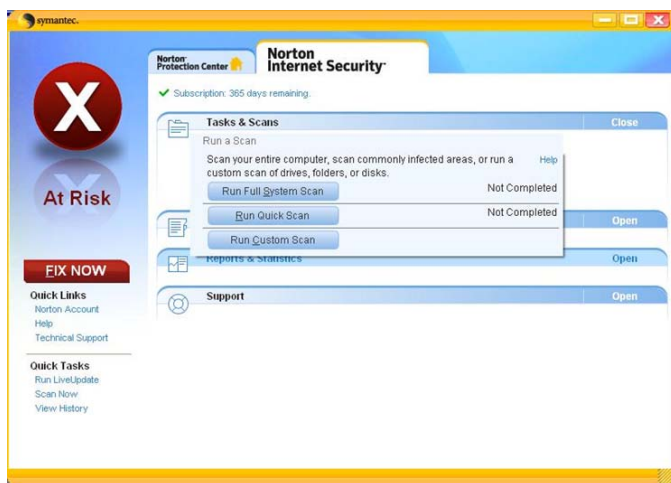 symantec.
Norton
Protection Center
Norton
Internet Security
Subscription: 365 days remaining.
X
At Risk
FIX NOW
Quick Links
Norton Account
Help
Technical Support
Quick Tasks
Run LiveUpdate
Scan Now
View History
Tasks & Scans Close
Run a Scan
Scan your entire computer, scan commonly infected areas, or run a Help
custom scan of drives, folders, or disks.
Run Full System Scan Not Completed
Run Quick Scan Not Completed
Run Custom Scan
Open
Reports & Statistics Open
Support Open